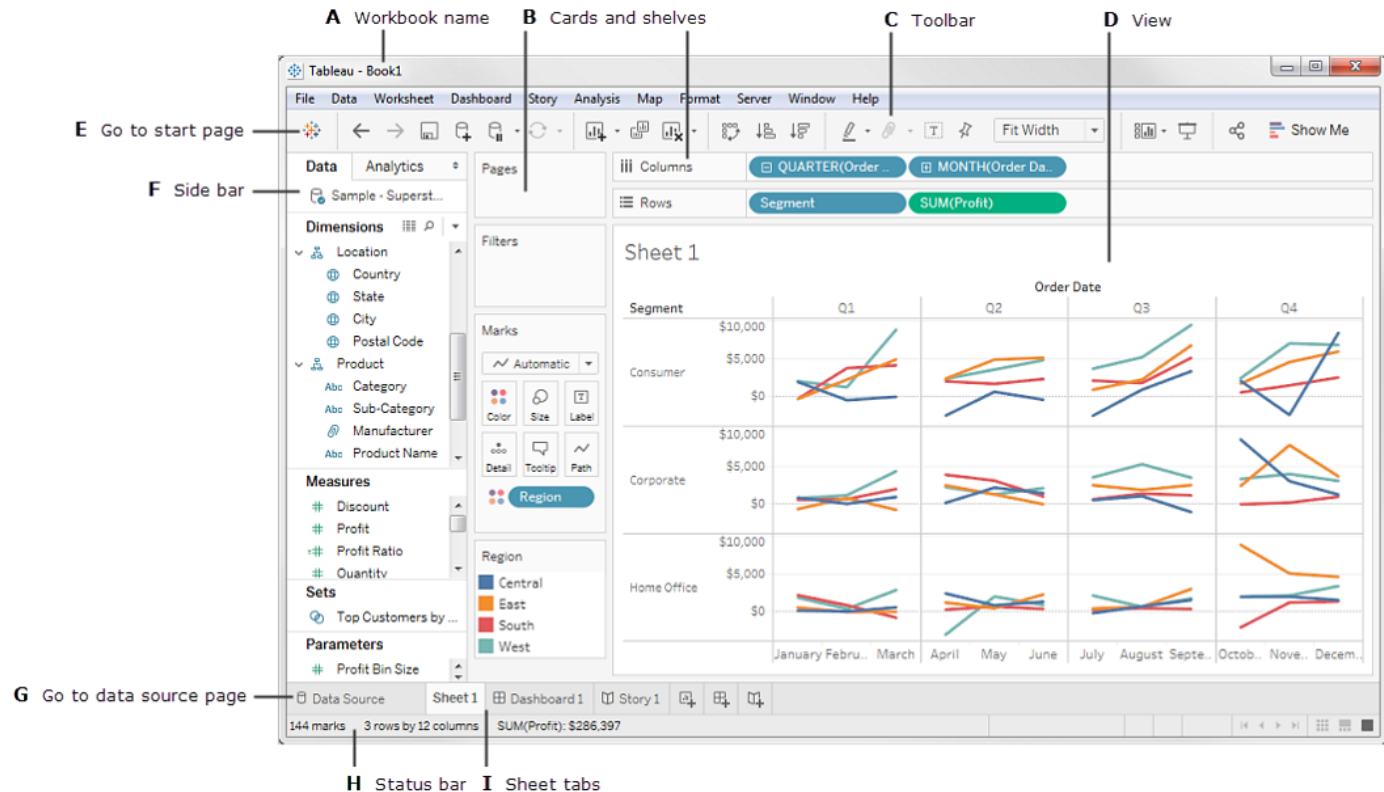 A Workbook name
B Cards and shelves
C Toolbar
D View
Tableau - Book1
File Data Worksheet Dashboard Story Analysis Map Format Server Window Help
E Go to start page
Fit Width
Show Me
Data Analytics
F Side bar
Sample - Superst...
Dimensions
Location
Country
State
City
Postal Code
Product
Abc Category
Abc Sub-Category
Manufacturer
Abc Product Name
Measures
Discount
Profit
Profit Ratio
Quantity
Sets
Top Customers by ...
Parameters
Profit Bin Size
Pages
Filters
Marks
Automatic
Color Size Label
Detail Tooltip Path
Region
Region
Central
East
South
West
Columns QUARTER(Order .. MONTH(Order Da..
Rows Segment SUM(Profit)
Sheet 1
Order Date
Segment Q1 Q2 Q3 Q4
$10,000
$5,000
Consumer
$0
$10,000
$5,000
Corporate
$0
$10,000
$5,000
Home Office
$0
January Febru.. March April May June July August Septe.. Octob.. Nove.. Decem..
G Go to data source page
Data Source Sheet 1 Dashboard 1 Story 1
144 marks 3 rows by 12 columns SUM(Profit): $286,397
H Status bar
I Sheet tabs